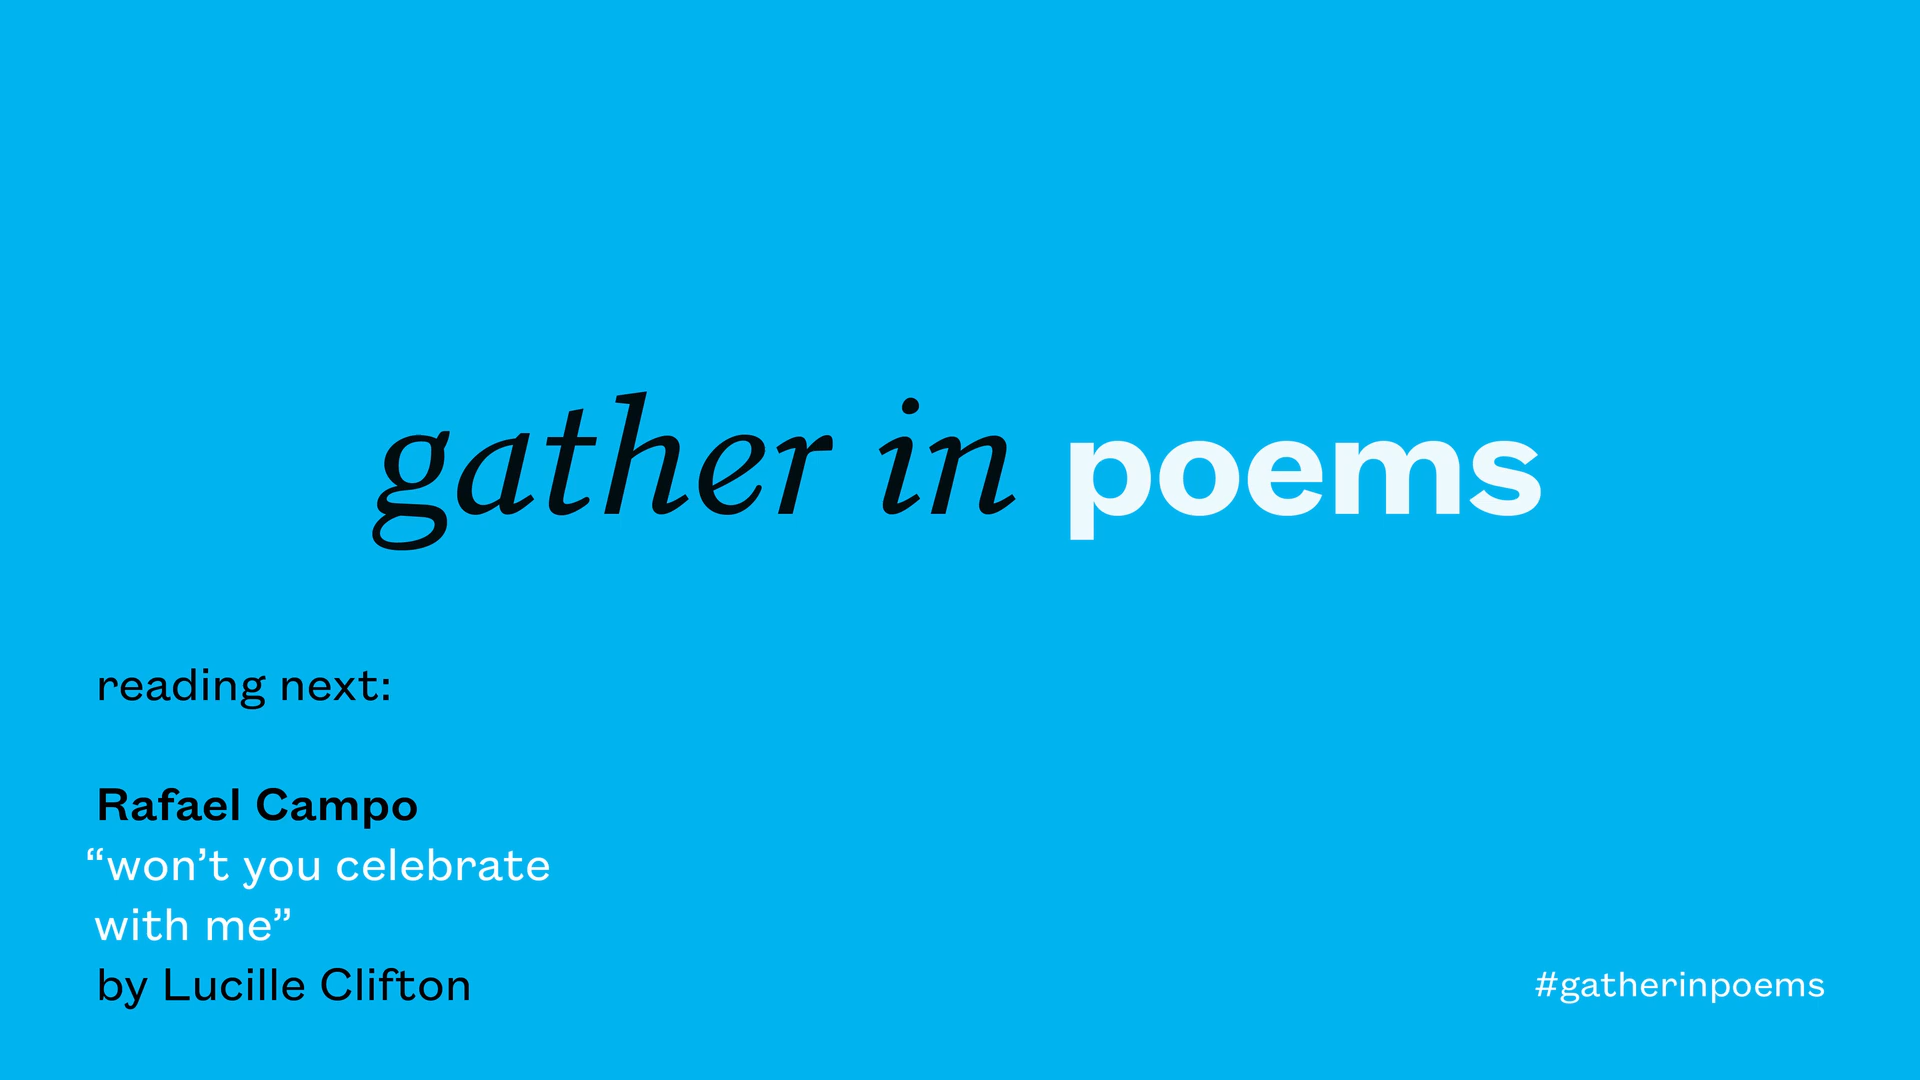 gather in poems
reading next:
Rafael Campo
“won’t you celebrate
with me”
by Lucille Clifton
#gatherinpoems